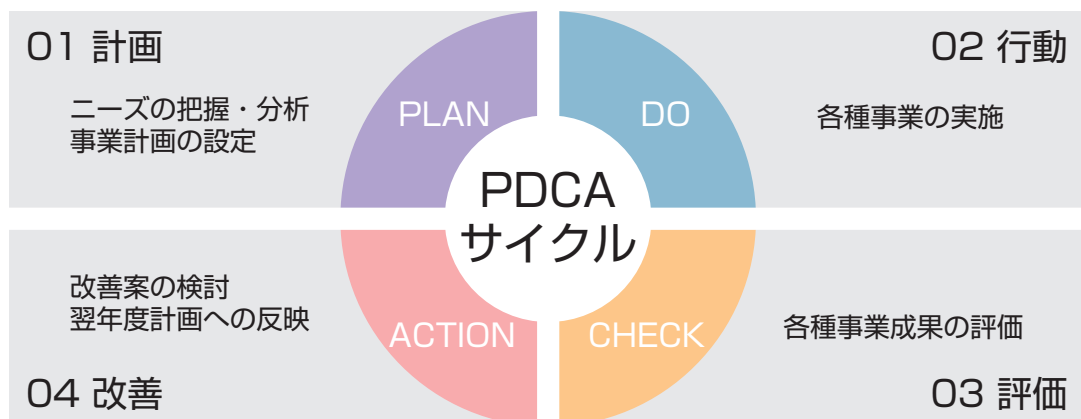 01 計画
ニーズの把握・分析
事業計画の設定
PLAN
02 行動
各種事業の実施
DO
PDCA
サイクル
03 評価
各種事業成果の評価
CHECK
04 改善
改善案の検討
翌年度計画への反映
ACTION